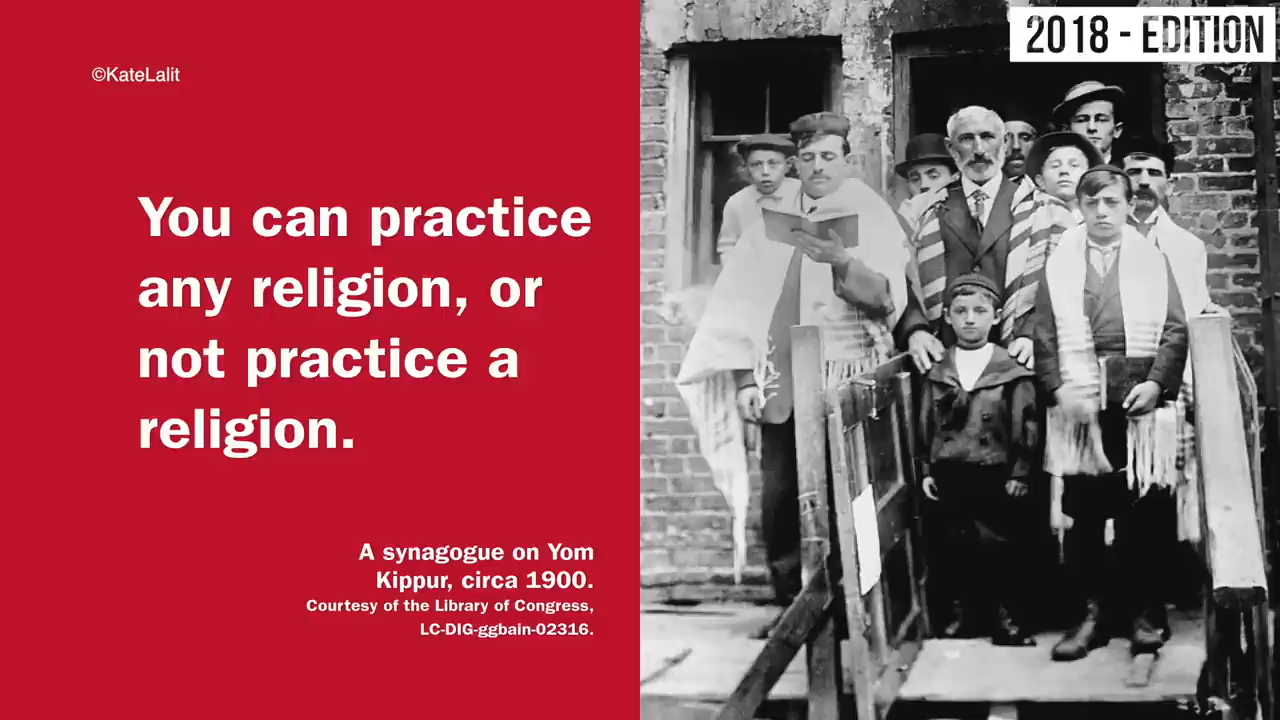 ©KateLalit
2018 - EDITION
You can practice
any religion, or
not practice a
religion.
A synagogue on Yom
Kippur, circa 1900.
Courtesy of the Library of Congress,
LC-DIG-ggbain-02316.